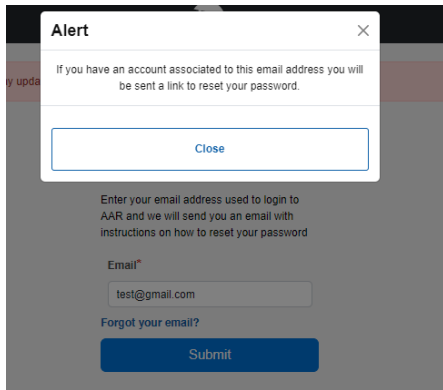 Alert
If you have an account associated to this email address you will
be sent a link to reset your password.
Close
Enter your email address used to login to
AAR and we will send you an email with
instructions on how to reset your password
Email*
test@gmail.com
Forgot your email?
Submit